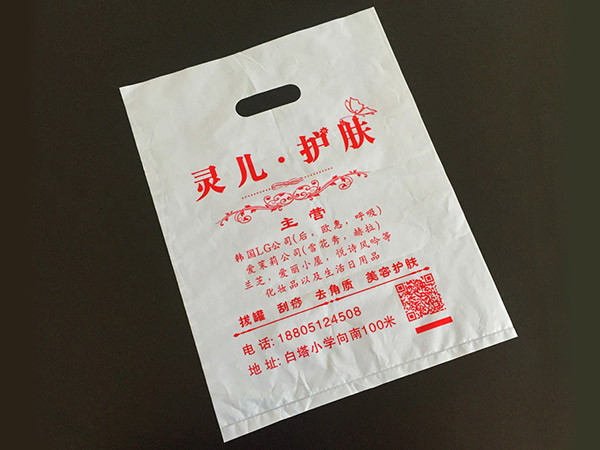 灵儿·护肤
主营
韩国LG公司(后，欧惠，呼吸)
爱茉莉公司(雪花秀，赫拉)
兰芝，爱丽小屋，悦诗风吟等
化妆品以及生活日用品
拔罐 刮痧 去角质 美容护肤
电话:18805124508
地址:白塔小学向南100米